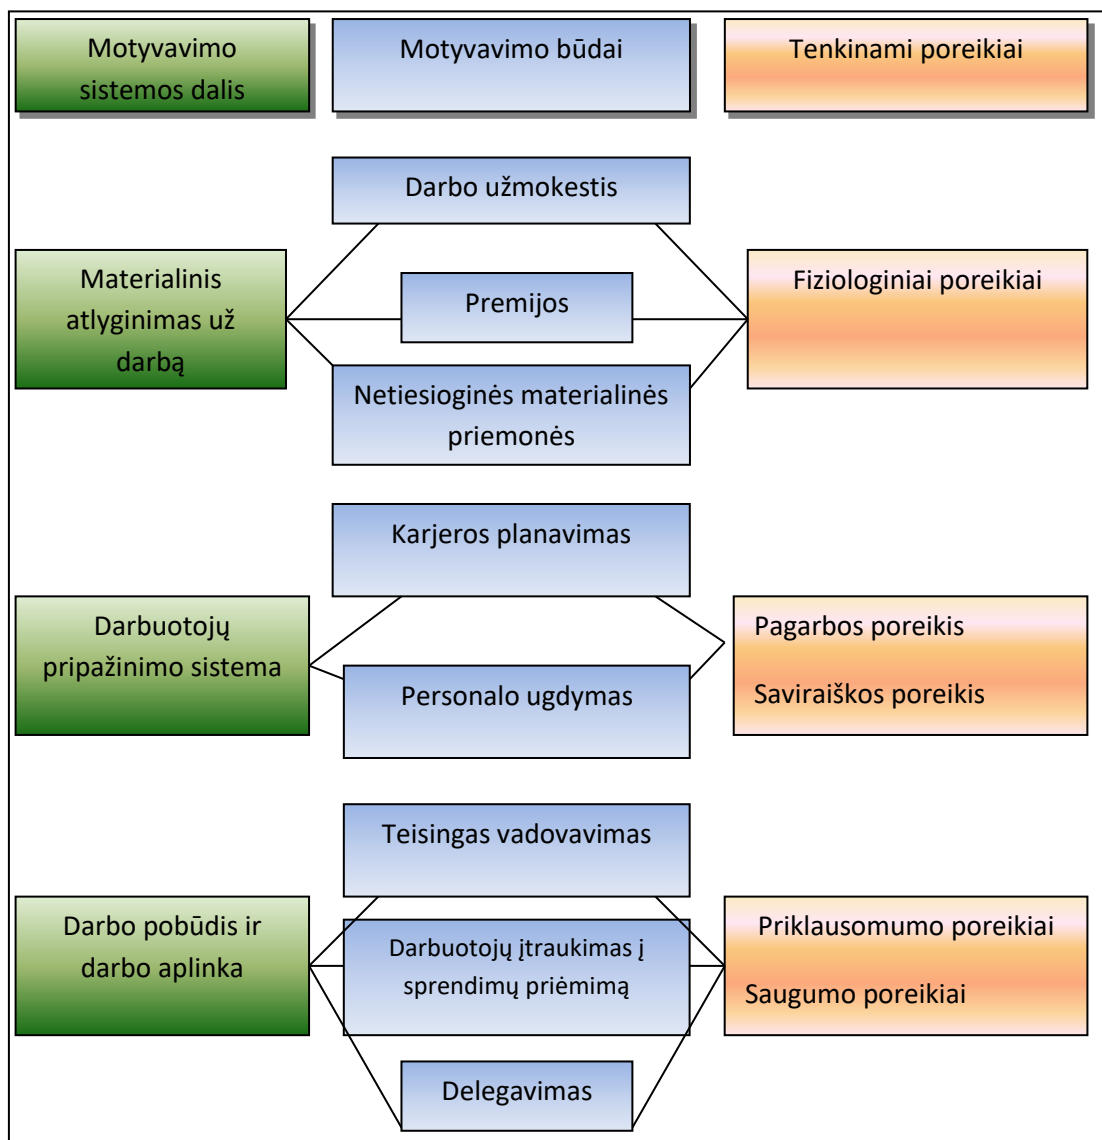 Motyvavimo
sistemos dalis
Motyvavimo būdai
Tenkinami poreikiai
Darbo užmokestis
Materialinis
atlyginimas už
darbą
Premijos
Fiziologiniai poreikiai
Netiesioginės materialinės
priemonės
Karjeros planavimas
Darbuotojų
pripažinimo sistema
Personalo ugdymas
Pagarbos poreikis
Saviraiškos poreikis
Teisingas vadovavimas
Darbo pobūdis ir
darbo aplinka
Darbuotojų įtraukimas į
sprendimų priėmimą
Priklausomumo poreikiai
Saugumo poreikiai
Delegavimas